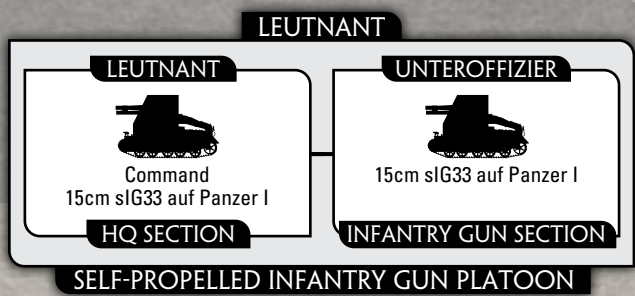 LEUTNANT
LEUTNANT
Command
15cm sIG33 auf Panzer I
HQ SECTION
UNTEROFFIZIER
15cm sIG33 auf Panzer I
INFANTRY GUN SECTION
SELF-PROPELLED INFANTRY GUN PLATOON